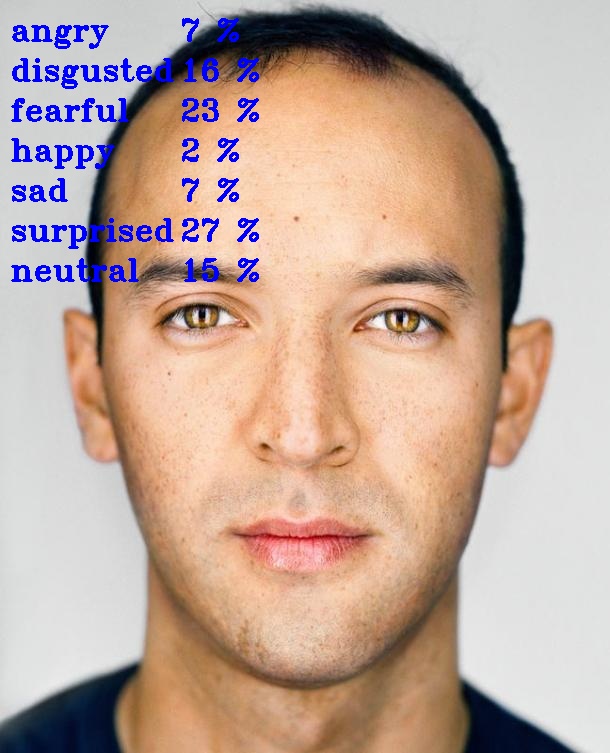 angry 7 %
disgusted 16 %
fearful 23 %
happy 2 %
sad 7 %
surprised 27 %
neutral 15 %